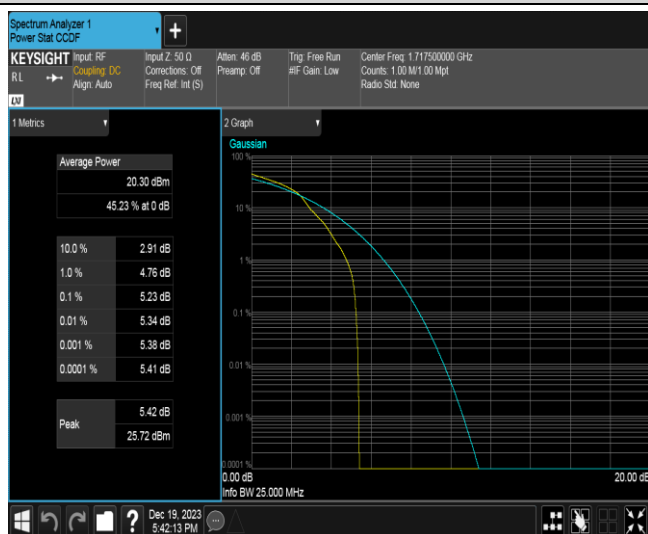 Spectrum Analyzer 1
Power Stat CCDF
KEYSIGHT
RL
LXI
Input: RF
Coupling: DC
Align: Auto
Input Z: 50 Ω
Corrections: Off
Freq Ref: Int (S)
Atten: 46 dB
Preamp: Off
Trig: Free Run
#IF Gain: Low
Center Freq: 1.717500000 GHz
Counts: 1.00 M/1.00 Mpt
Radio Std: None
1 Metrics
Average Power
20.30 dBm
45.23 % at 0 dB
10.0 % 2.91 dB
1.0 % 4.76 dB
0.1 % 5.23 dB
0.01 % 5.34 dB
0.001 % 5.38 dB
0.0001 % 5.41 dB
Peak
5.42 dB
25.72 dBm
2 Graph
Gaussian
100 %
10 %
1 %
0.1 %
0.01 %
0.001 %
0.0001 %
0.00 dB 20.00 dB
Info BW 25.000 MHz
Dec 19, 2023
5:42:13 PM